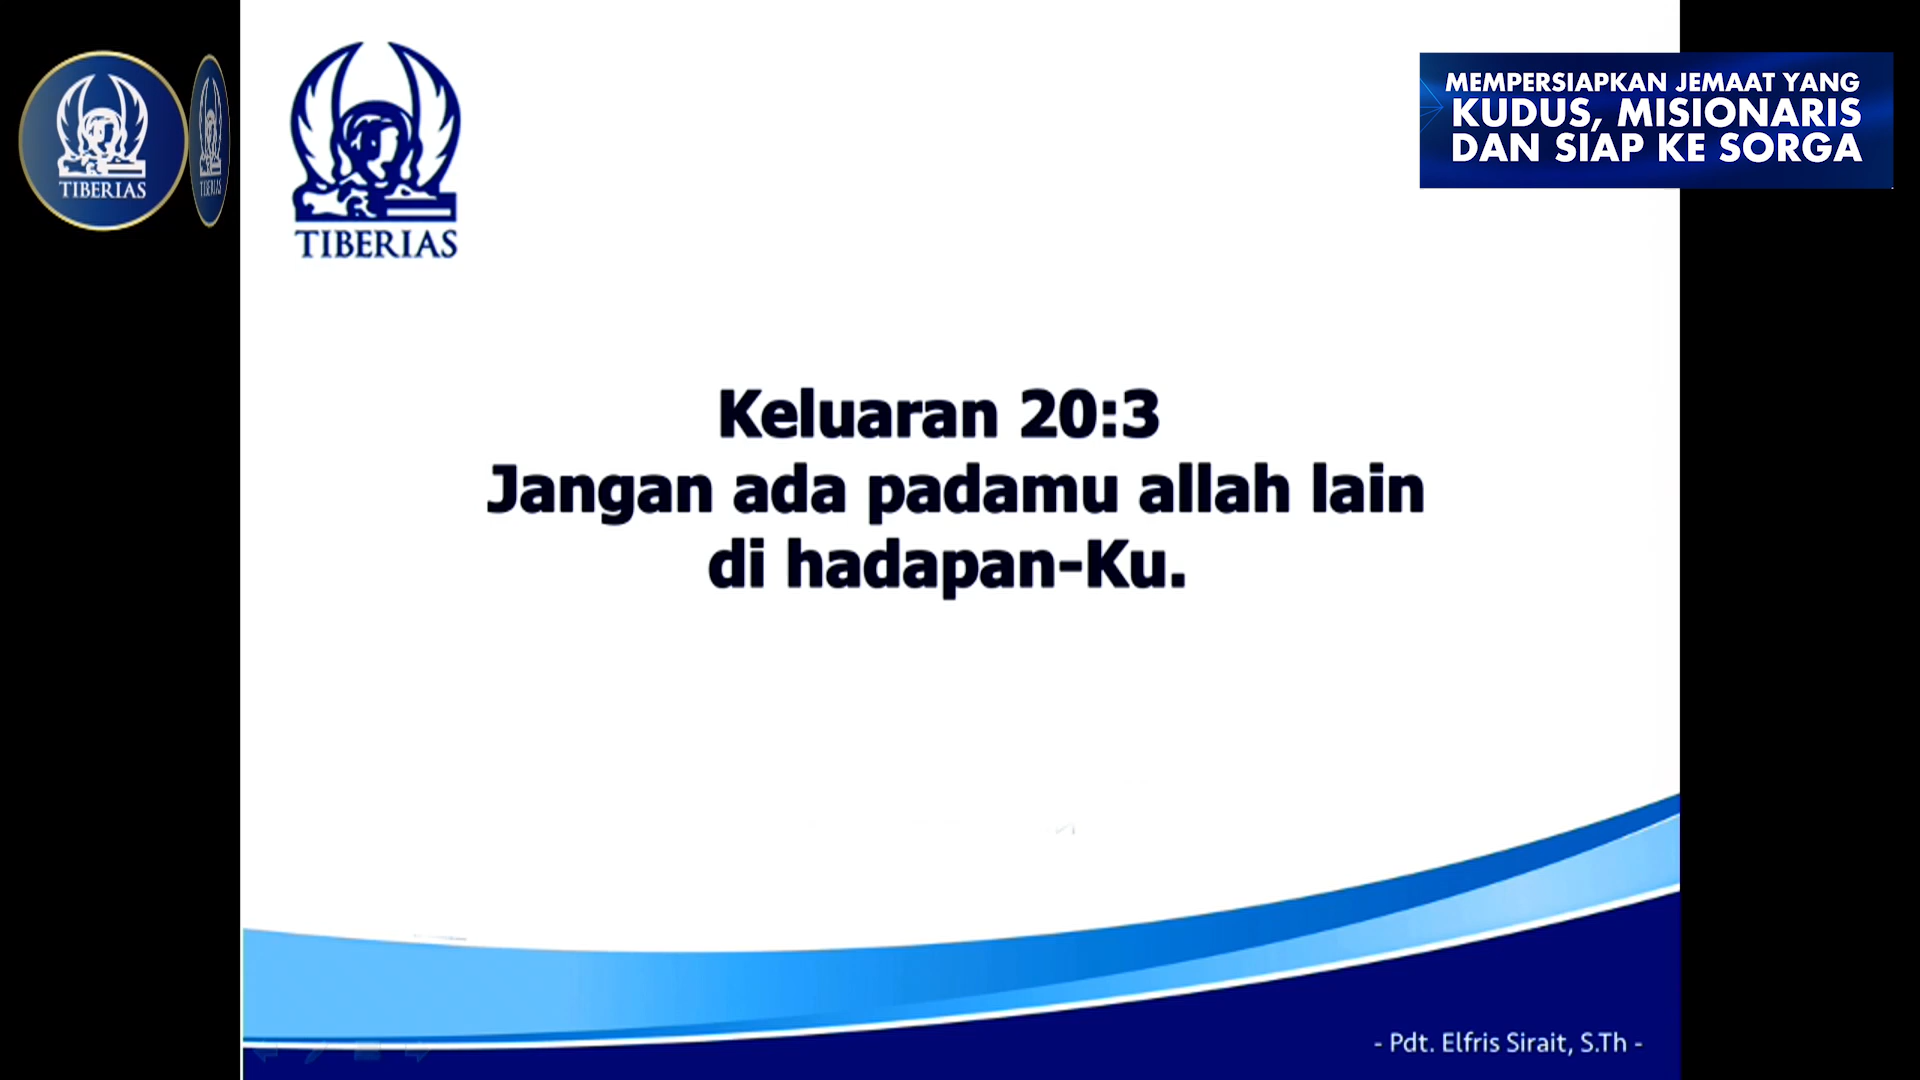 TIBERIAS
TIBERIAS
TIBERIAS
MEMPERSIAPKAN JEMAAT YANG
KUDUS, MISIONARIS
DAN SIAP KE SORGA
Keluaran 20:3
Jangan ada padamu allah lain
di hadapan-Ku.
- Pdt. Elfris Sirait, S.Th -